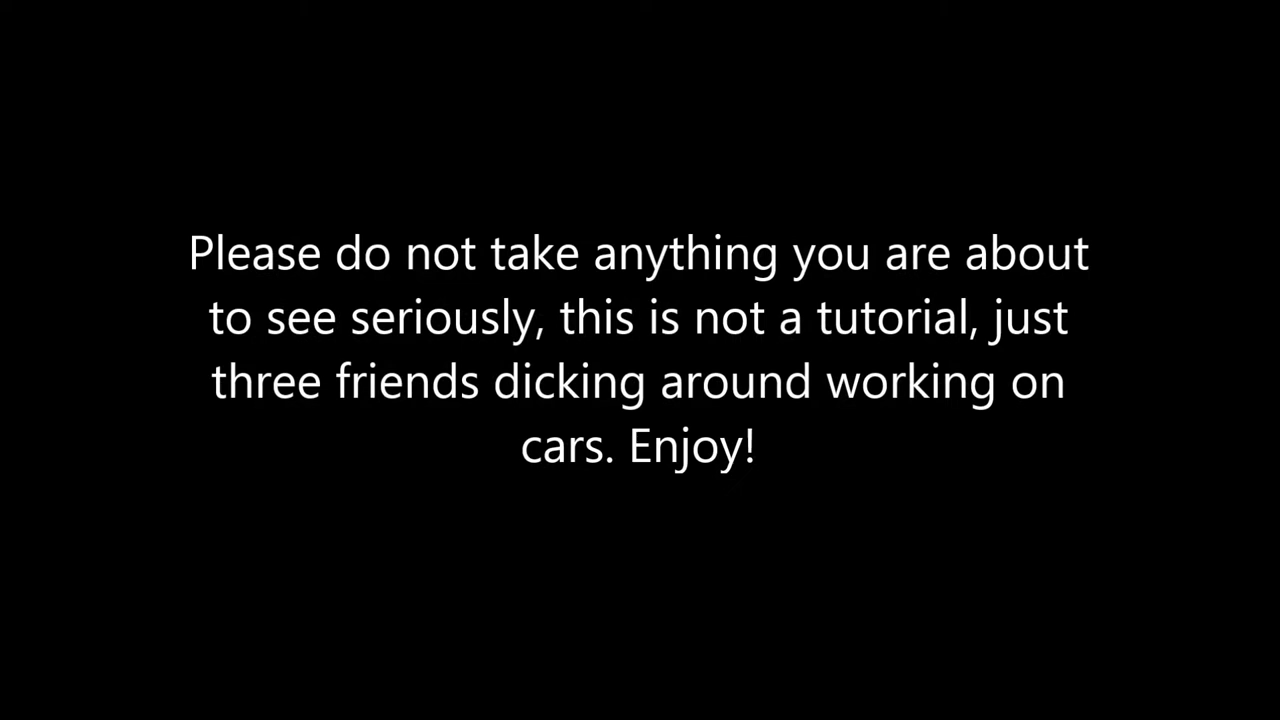 Please do not take anything you are about
to see seriously, this is not a tutorial, just
three friends dicking around working on
cars. Enjoy!